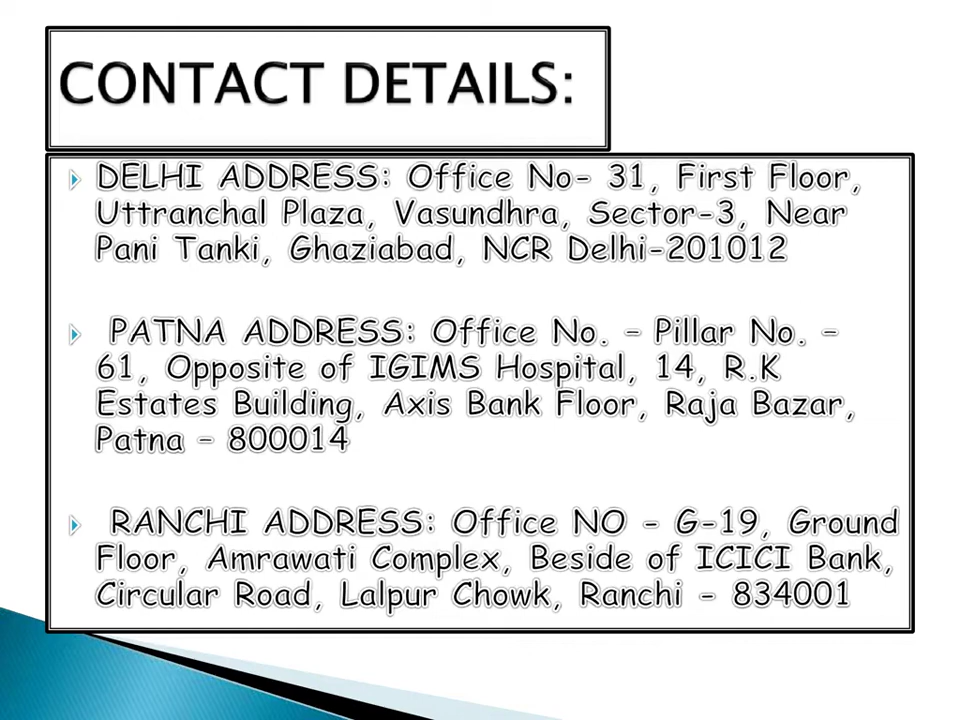 CONTACT DETAILS:
DELHI ADDRESS: Office No- 31, First Floor,
Uttranchal Plaza, Vasundhra, Sector-3, Near
Pani Tanki, Ghaziabad, NCR Delhi-201012
PATNA ADDRESS: Office No. – Pillar No. –
61, Opposite of IGIMS Hospital, 14, R.K
Estates Building, Axis Bank Floor, Raja Bazar,
Patna – 800014
RANCHI ADDRESS: Office NO - G-19, Ground
Floor, Amrawati Complex, Beside of ICICI Bank,
Circular Road, Lalpur Chowk, Ranchi - 834001